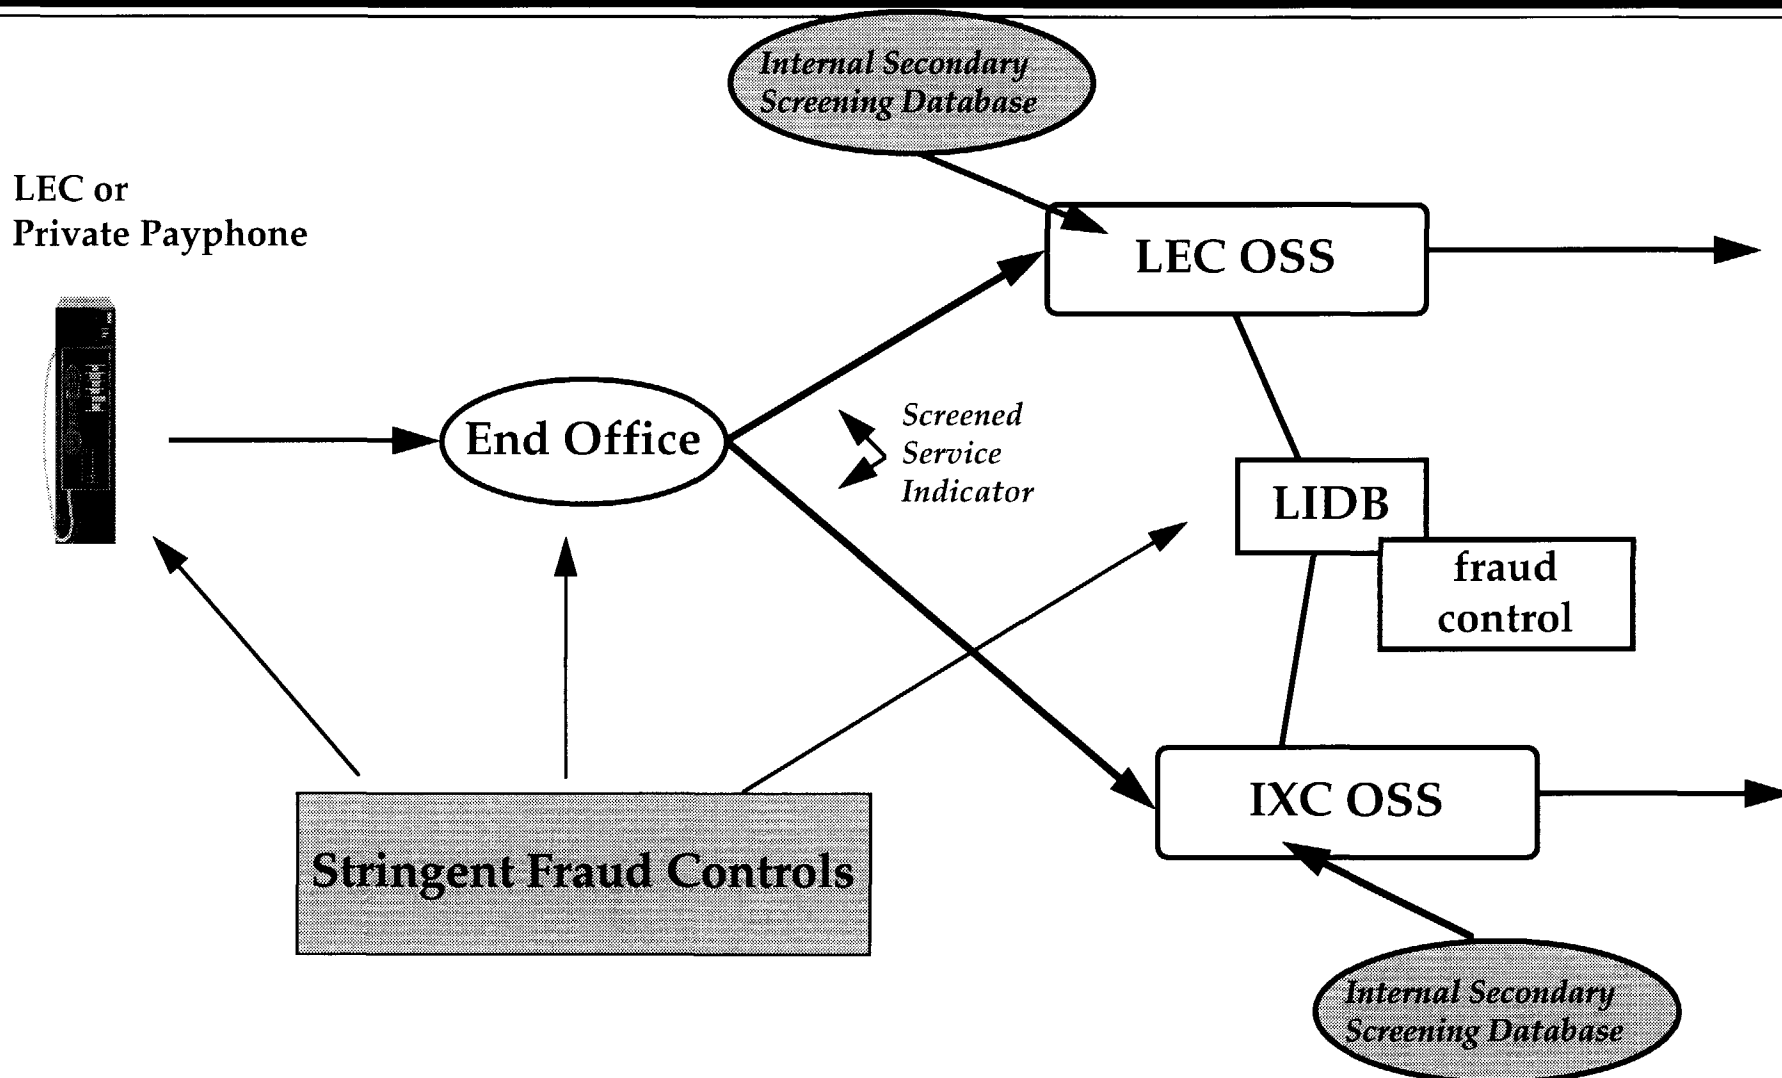 Internal Secondary
Screening Database
LEC or
Private Payphone
LEC OSS
End Office
Screened
Service
Indicator
LIDB
fraud
control
IXC OSS
Stringent Fraud Controls
Internal Secondary
Screening Database